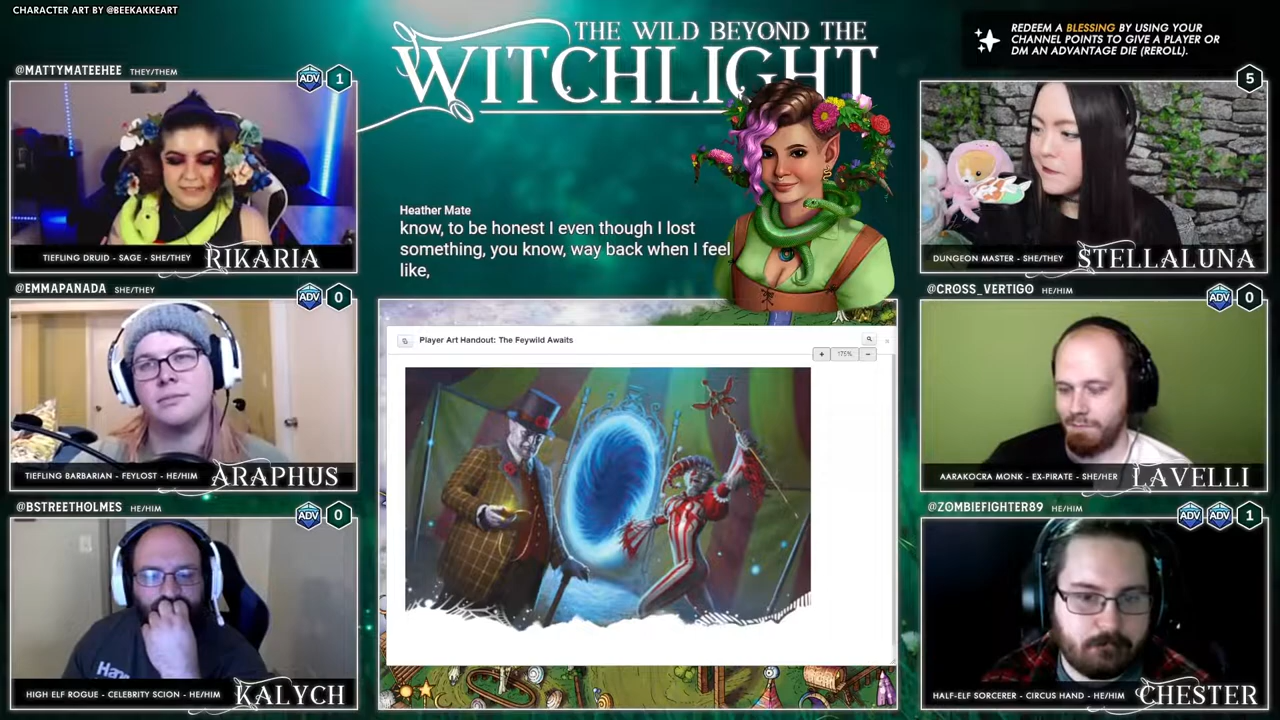 CHARACTER ART BY @BEEKAKKEART
THE WILD BEYOND THE
WITCHLIGHT
REDEEM A BLESSING BY USING YOUR
CHANNEL POINTS TO GIVE A PLAYER OR
DM AN ADVANTAGE DIE (REROLL).
@MATTYMATEEHEE THEY/THEM
ADV 1
TIEFLING DRUID - SAGE - SHE/THEY RIKARIA
5
DUNGEON MASTER - SHE/THEY STELLALUNA
Heather Mate
know, to be honest I even though I lost
something, you know, way back when I feel
like,
@EMMAPANADA SHE/THEY
ADV 0
TIEFLING BARBARIAN - FEYLOST - HE/HIM ARAPHUS
@CROSS_VERTIGO HE/HIM
ADV 0
AARAKOCRA MONK - EX-PIRATE - SHE/HER LAVELLI
Player Art Handout: The Feywild Awaits
+ 175% −
@BSTREETHOLMES HE/HIM
ADV 0
HIGH ELF ROGUE - CELEBRITY SCION - HE/HIM KALYCH
@ZOMBIEFIGHTER89 HE/HIM
ADV ADV 1
HALF-ELF SORCERER - CIRCUS HAND - HE/HIM CHESTER